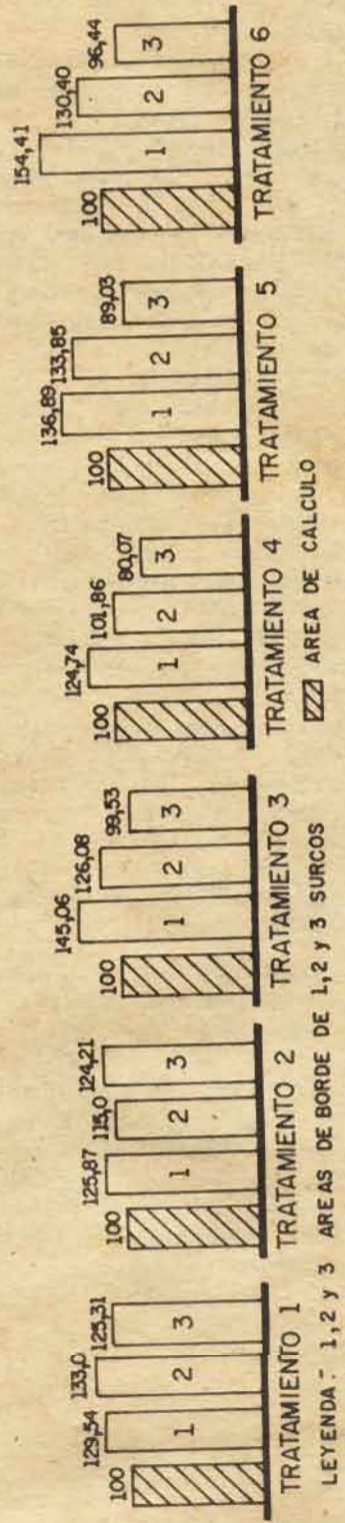 100 129,54 133,0 125,31
1 2 3
TRATAMIENTO 1
100 125,87 115,0 124,21
1 2 3
TRATAMIENTO 2
100 145,06 126,08 99,53
1 2 3
TRATAMIENTO 3
100 124,74 101,86 80,07
1 2 3
TRATAMIENTO 4
100 136,89 133,85 89,03
1 2 3
TRATAMIENTO 5
100 154,41 130,40 96,44
1 2 3
TRATAMIENTO 6
LEYENDA.- 1,2 y 3 AREAS DE BORDE DE 1,2 y 3 SURCOS
AREA DE CALCULO